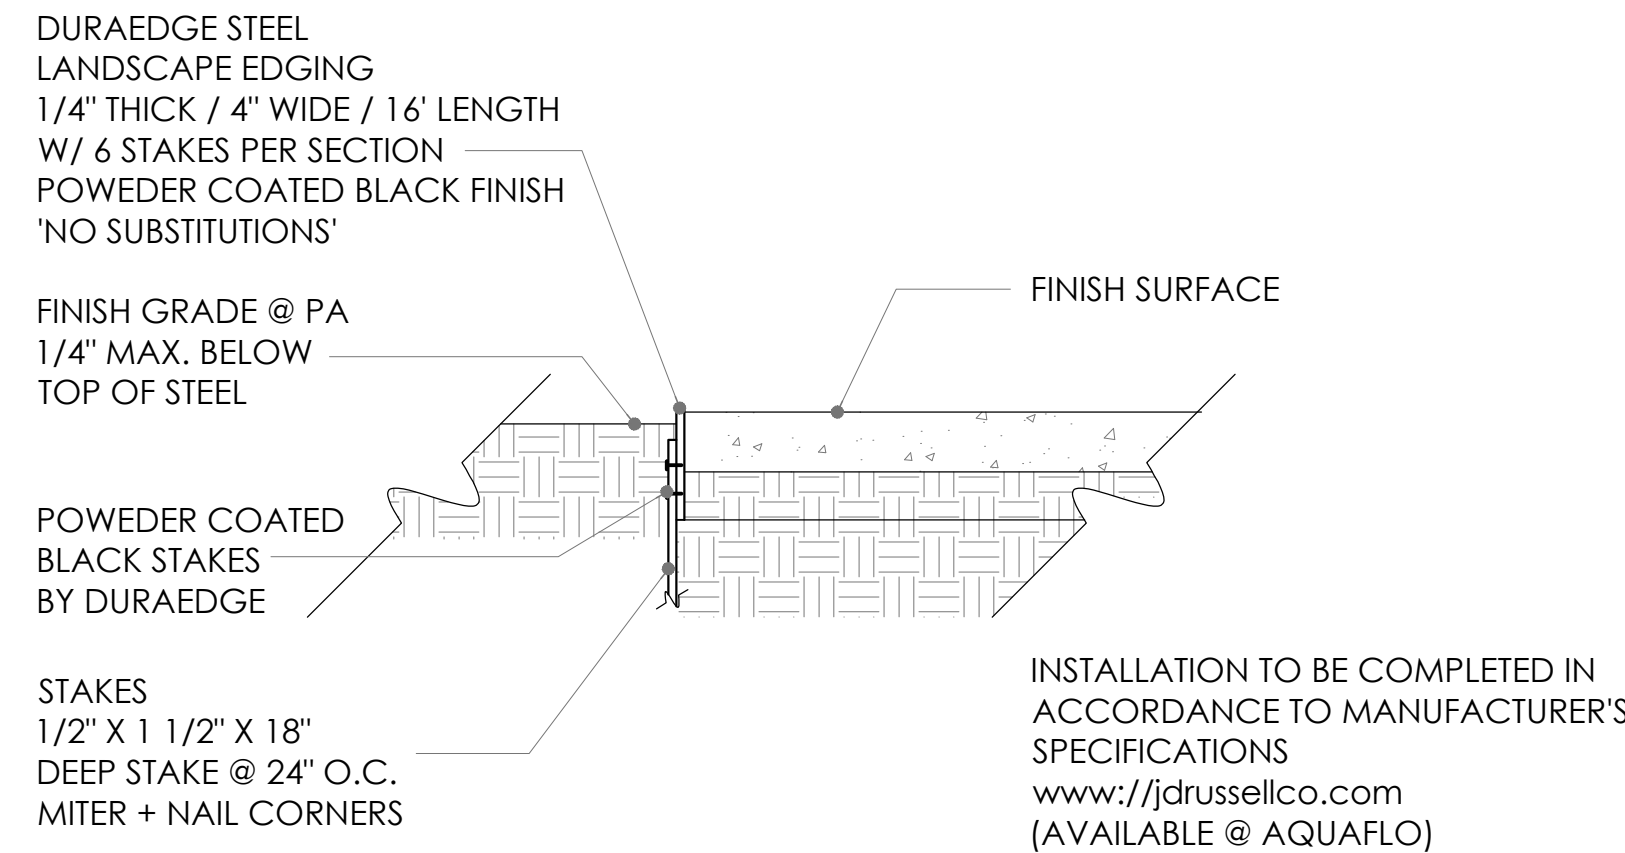 DURAEDGE STEEL
LANDSCAPE EDGING
1/4" THICK / 4" WIDE / 16' LENGTH
W/ 6 STAKES PER SECTION
POWEDER COATED BLACK FINISH
'NO SUBSTITUTIONS'
FINISH GRADE @ PA
1/4" MAX. BELOW
TOP OF STEEL
POWEDER COATED
BLACK STAKES
BY DURAEDGE
STAKES
1/2" X 1 1/2" X 18"
DEEP STAKE @ 24" O.C.
MITER + NAIL CORNERS
FINISH SURFACE
INSTALLATION TO BE COMPLETED IN
ACCORDANCE TO MANUFACTURER'S
SPECIFICATIONS
www://jdrussellco.com
(AVAILABLE @ AQUAFLO)